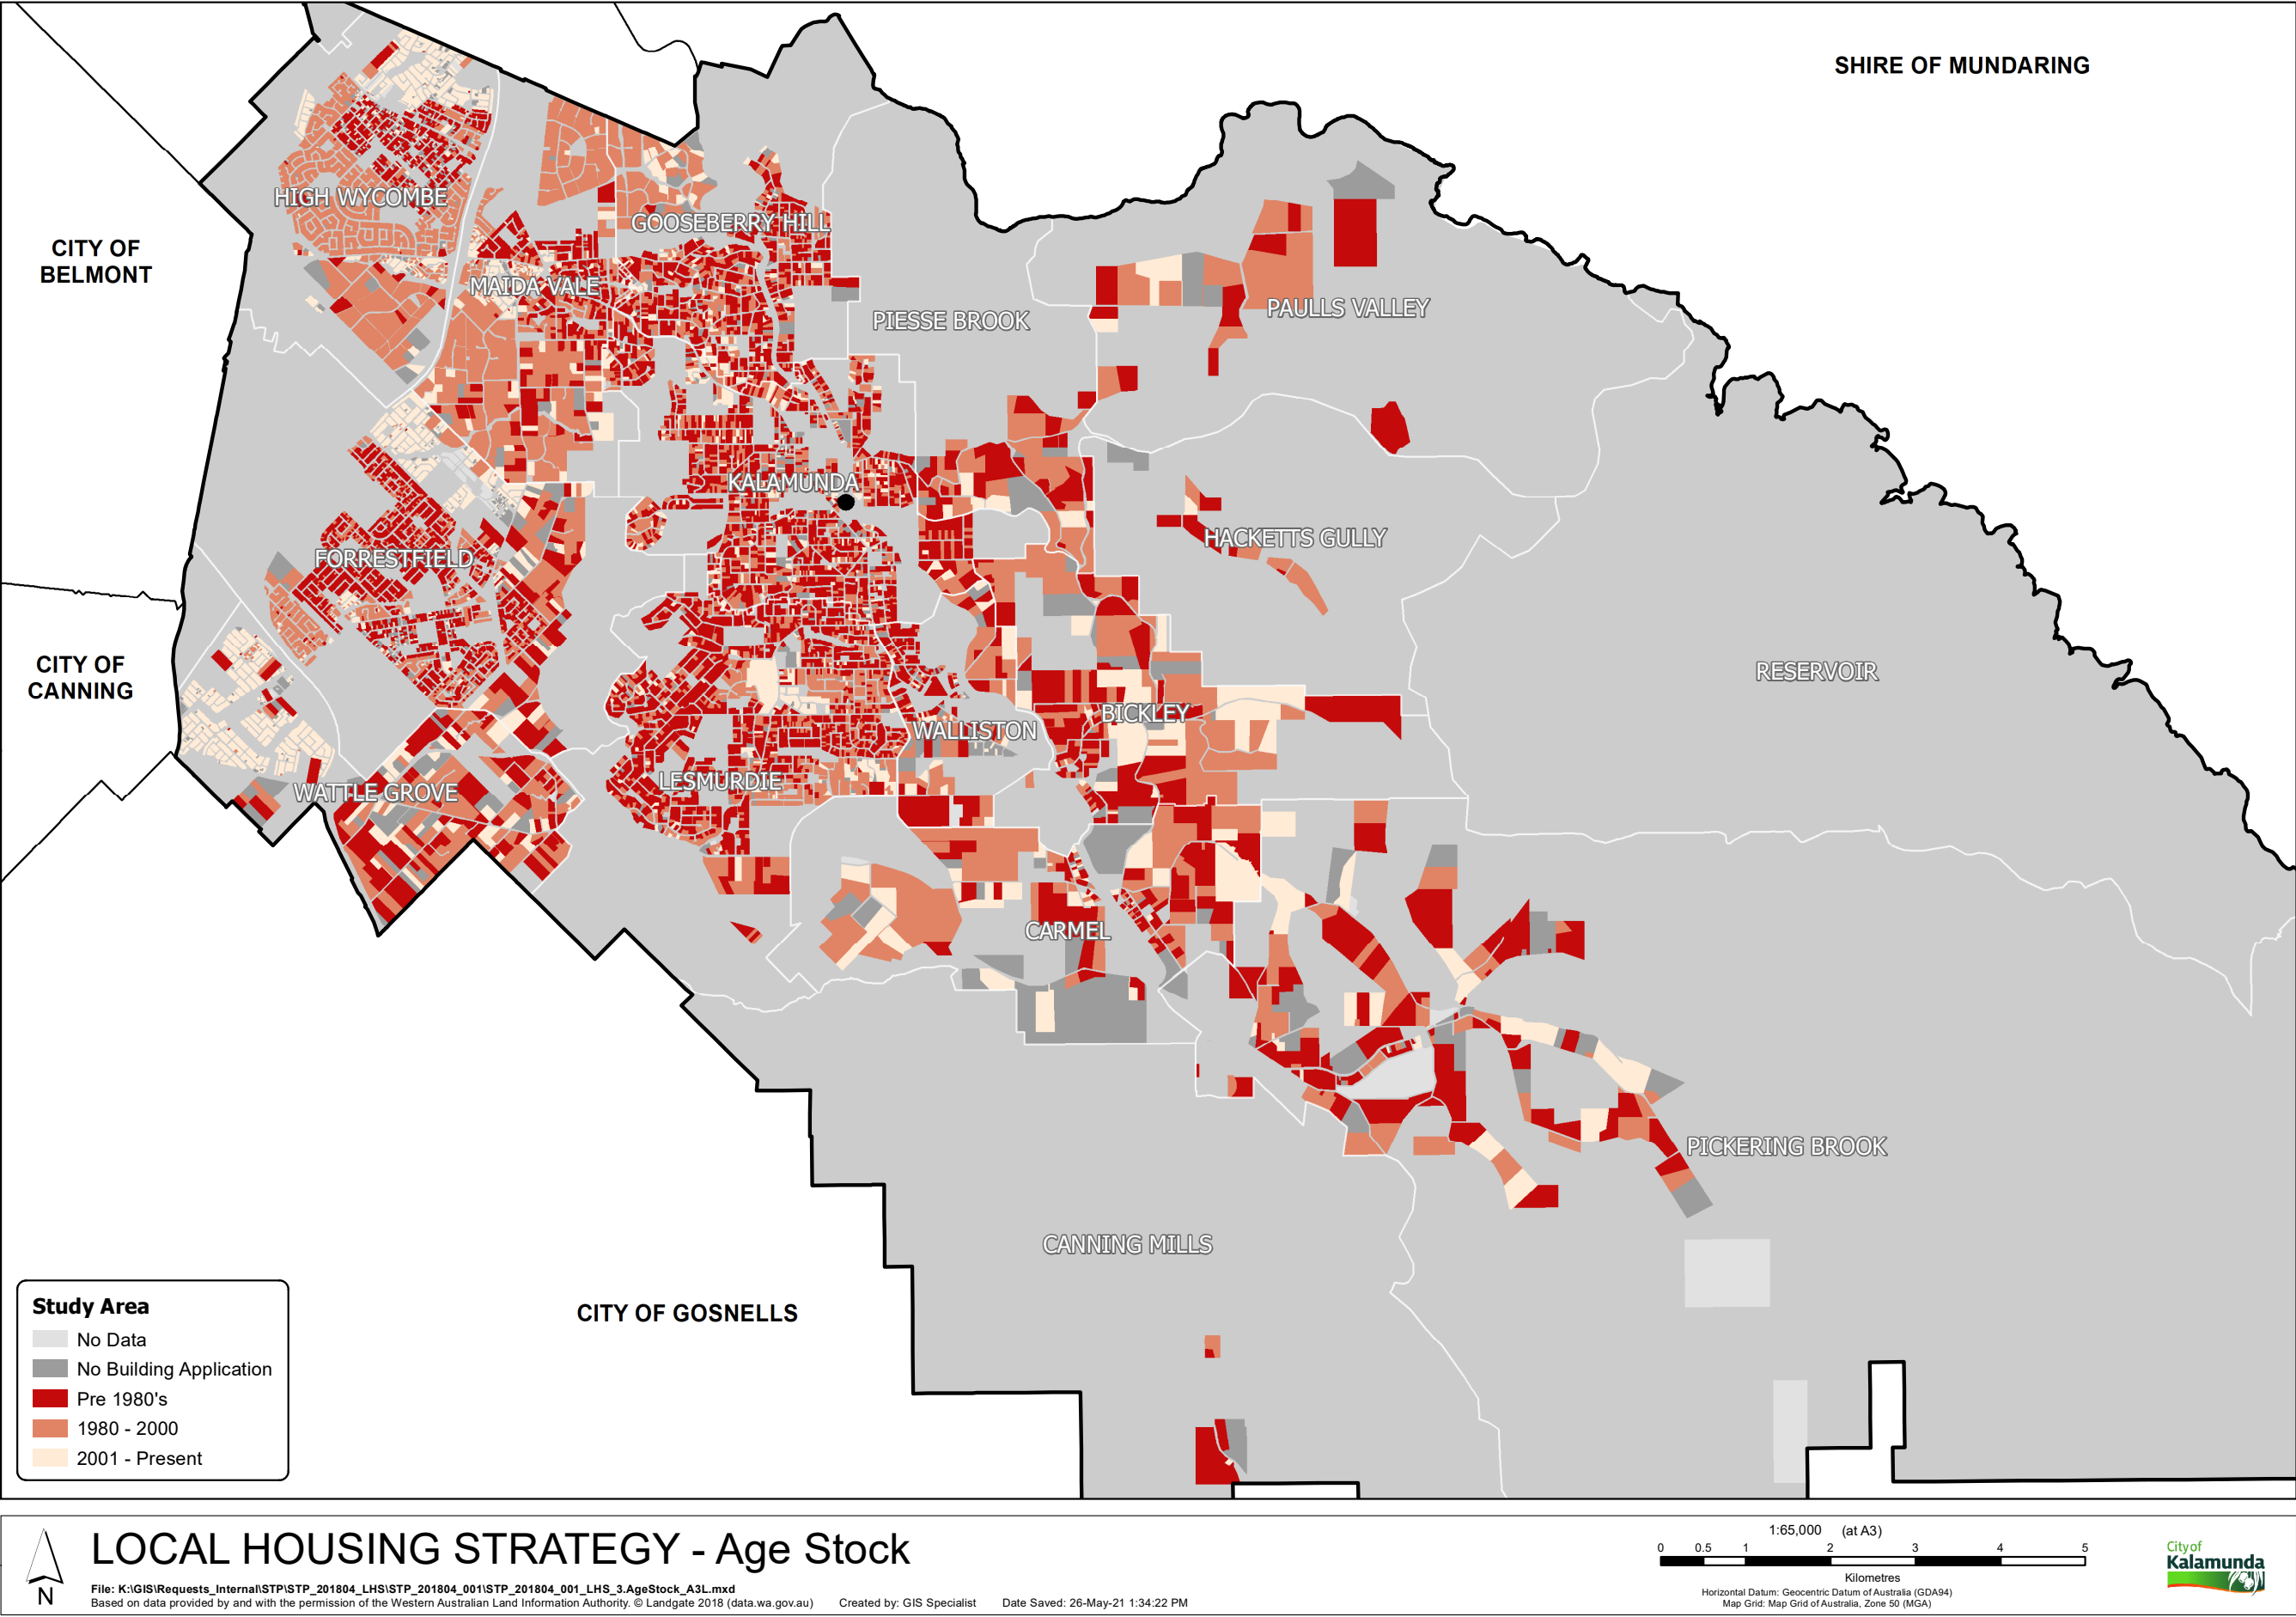 SHIRE OF MUNDARING
HIGH WYCOMBE
GOOSEBERRY HILL
CITY OF
BELMONT
MAIDA VALE
PIESSE BROOK
PAULLS VALLEY
KALAMUNDA
HACKETTS GULLY
FORRESTFIELD
CITY OF
CANNING
RESERVOIR
BICKLEY
WALLISTON
LESMURDIE
WATTLE GROVE
CARMEL
PICKERING BROOK
CANNING MILLS
CITY OF GOSNELLS
Study Area
No Data
No Building Application
Pre 1980's
1980 - 2000
2001 - Present
N
LOCAL HOUSING STRATEGY - Age Stock
File: K:\GIS\Requests_Internal\STP\STP_201804_LHS\STP_201804_001\STP_201804_001_LHS_3.AgeStock_A3L.mxd
Based on data provided by and with the permission of the Western Australian Land Information Authority. © Landgate 2018 (data.wa.gov.au) Created by: GIS Specialist Date Saved: 26-May-21 1:34:22 PM
1:65,000 (at A3)
0 0.5 1 2 3 4 5
Kilometres
Horizontal Datum: Geocentric Datum of Australia (GDA94)
Map Grid: Map Grid of Australia, Zone 50 (MGA)
City of
Kalamunda